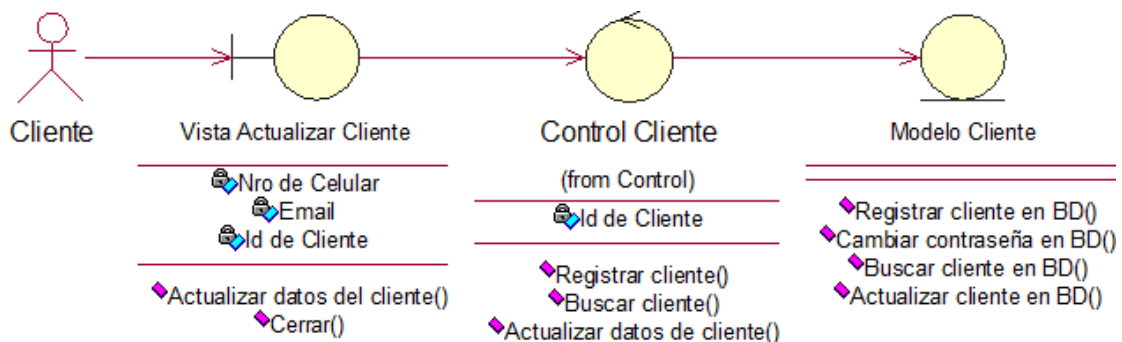 Cliente
Vista Actualizar Cliente
Nro de Celular
Email
Id de Cliente
Actualizar datos del cliente()
Cerrar()
Control Cliente
(from Control)
Id de Cliente
Registrar cliente()
Buscar cliente()
Actualizar datos de cliente()
Modelo Cliente
Registrar cliente en BD()
Cambiar contraseña en BD()
Buscar cliente en BD()
Actualizar cliente en BD()